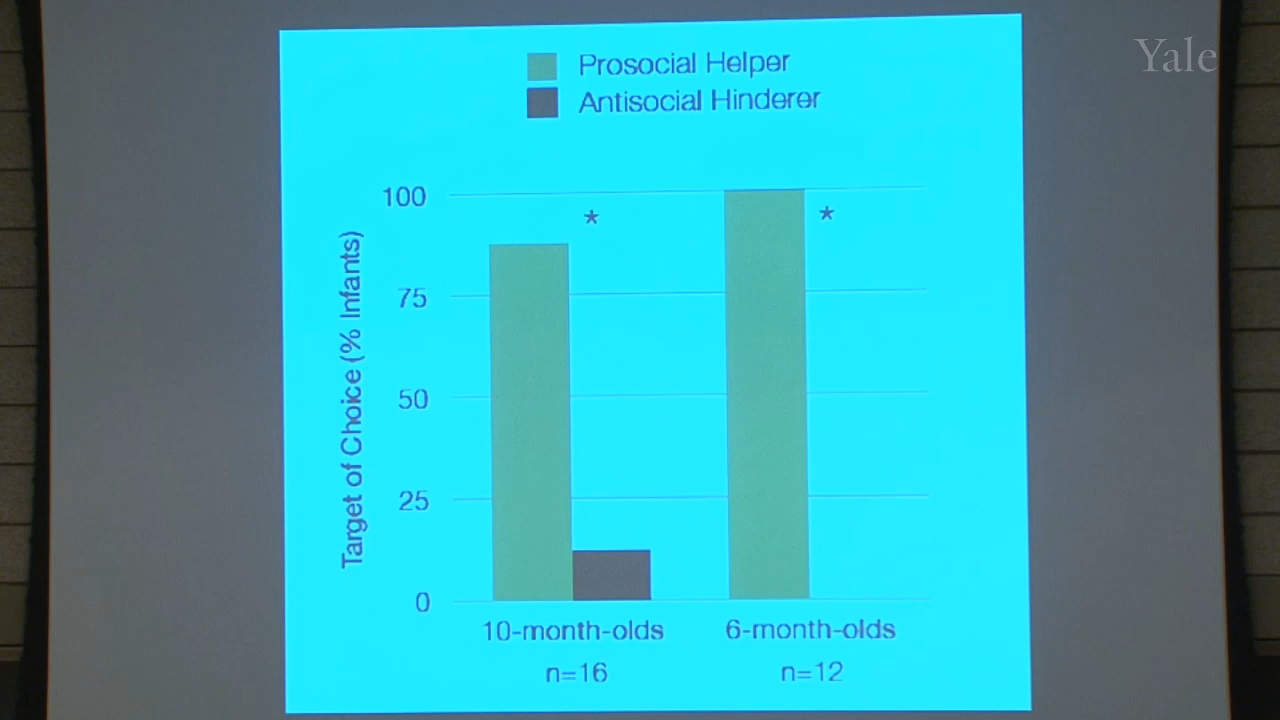 Yale
Prosocial Helper
Antisocial Hinderer
100
75
50
25
0
Target of Choice (% Infants)
* *
10-month-olds 6-month-olds
n=16 n=12